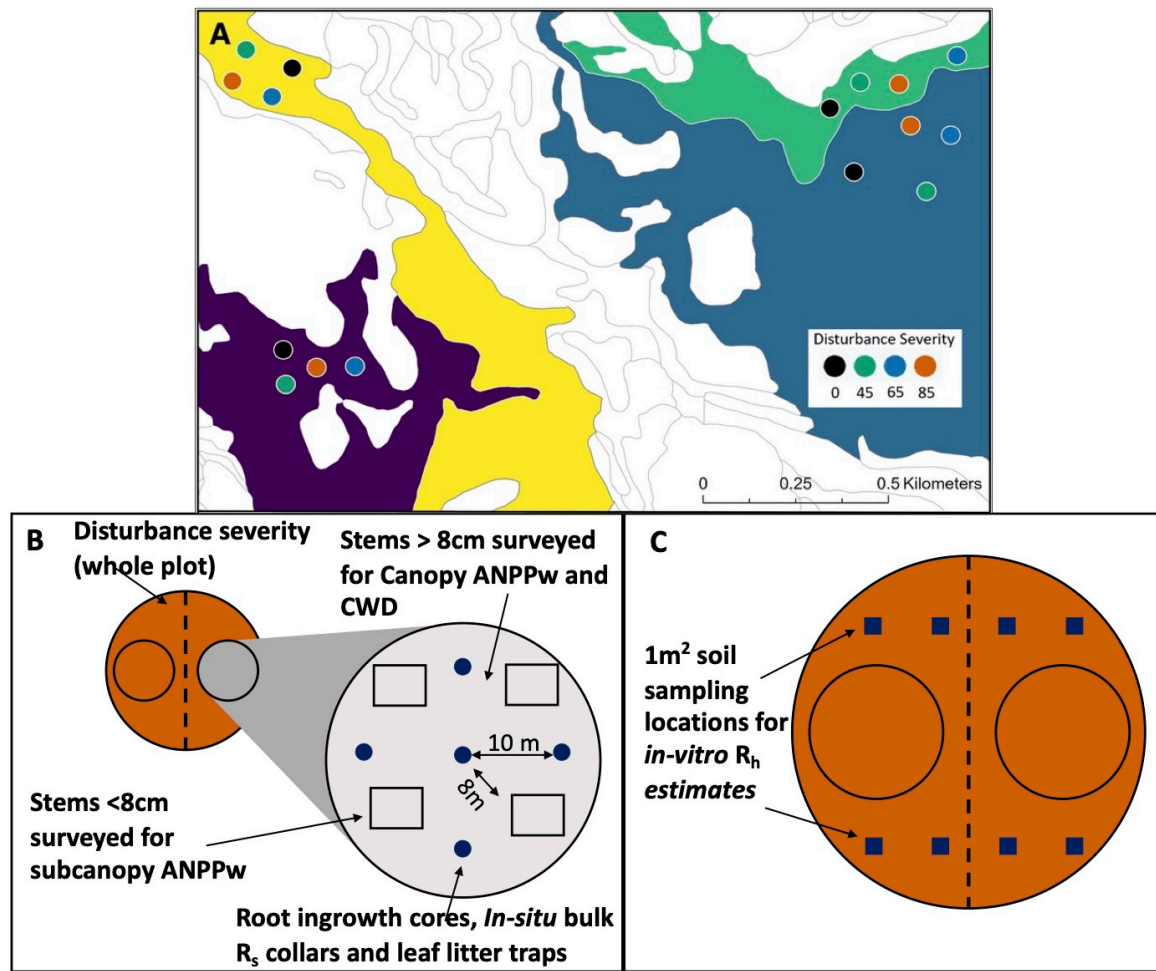 A
Disturbance Severity
0 45 65 85
0 0.25 0.5 Kilometers
B
Disturbance severity
(whole plot)
Stems > 8cm surveyed
for Canopy ANPPw and
CWD
10 m
8m
Stems <8cm
surveyed for
subcanopy ANPPw
Root ingrowth cores, In-situ bulk
Rs collars and leaf litter traps
C
1m² soil
sampling
locations for
in-vitro Rh
estimates